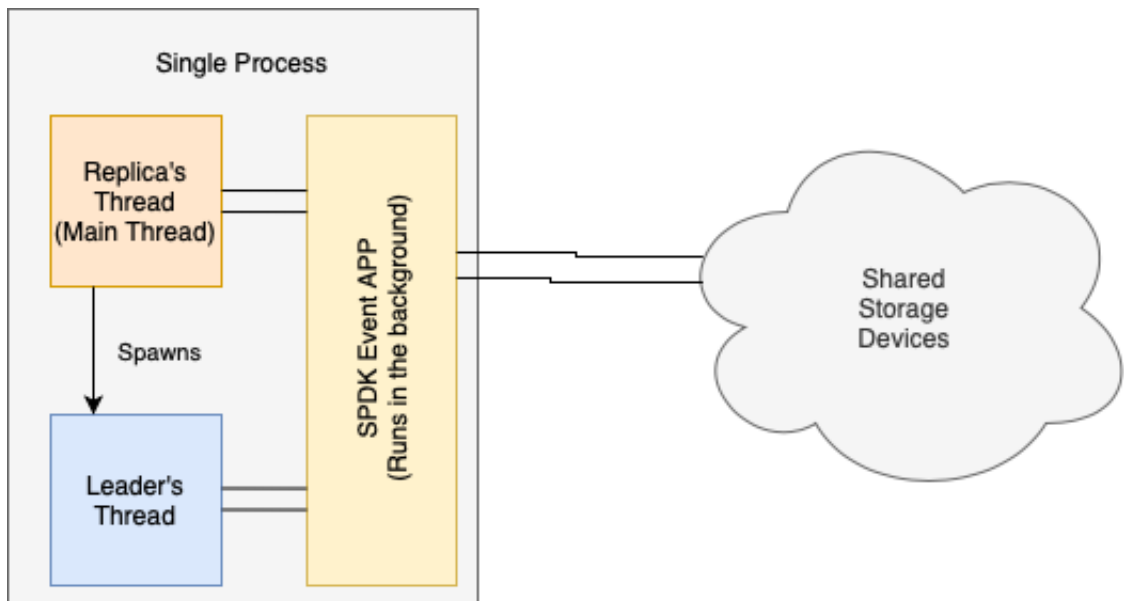 Single Process
Replica's
Thread
(Main Thread)
Spawns
Leader's
Thread
SPDK Event APP
(Runs in the background)
Shared
Storage
Devices